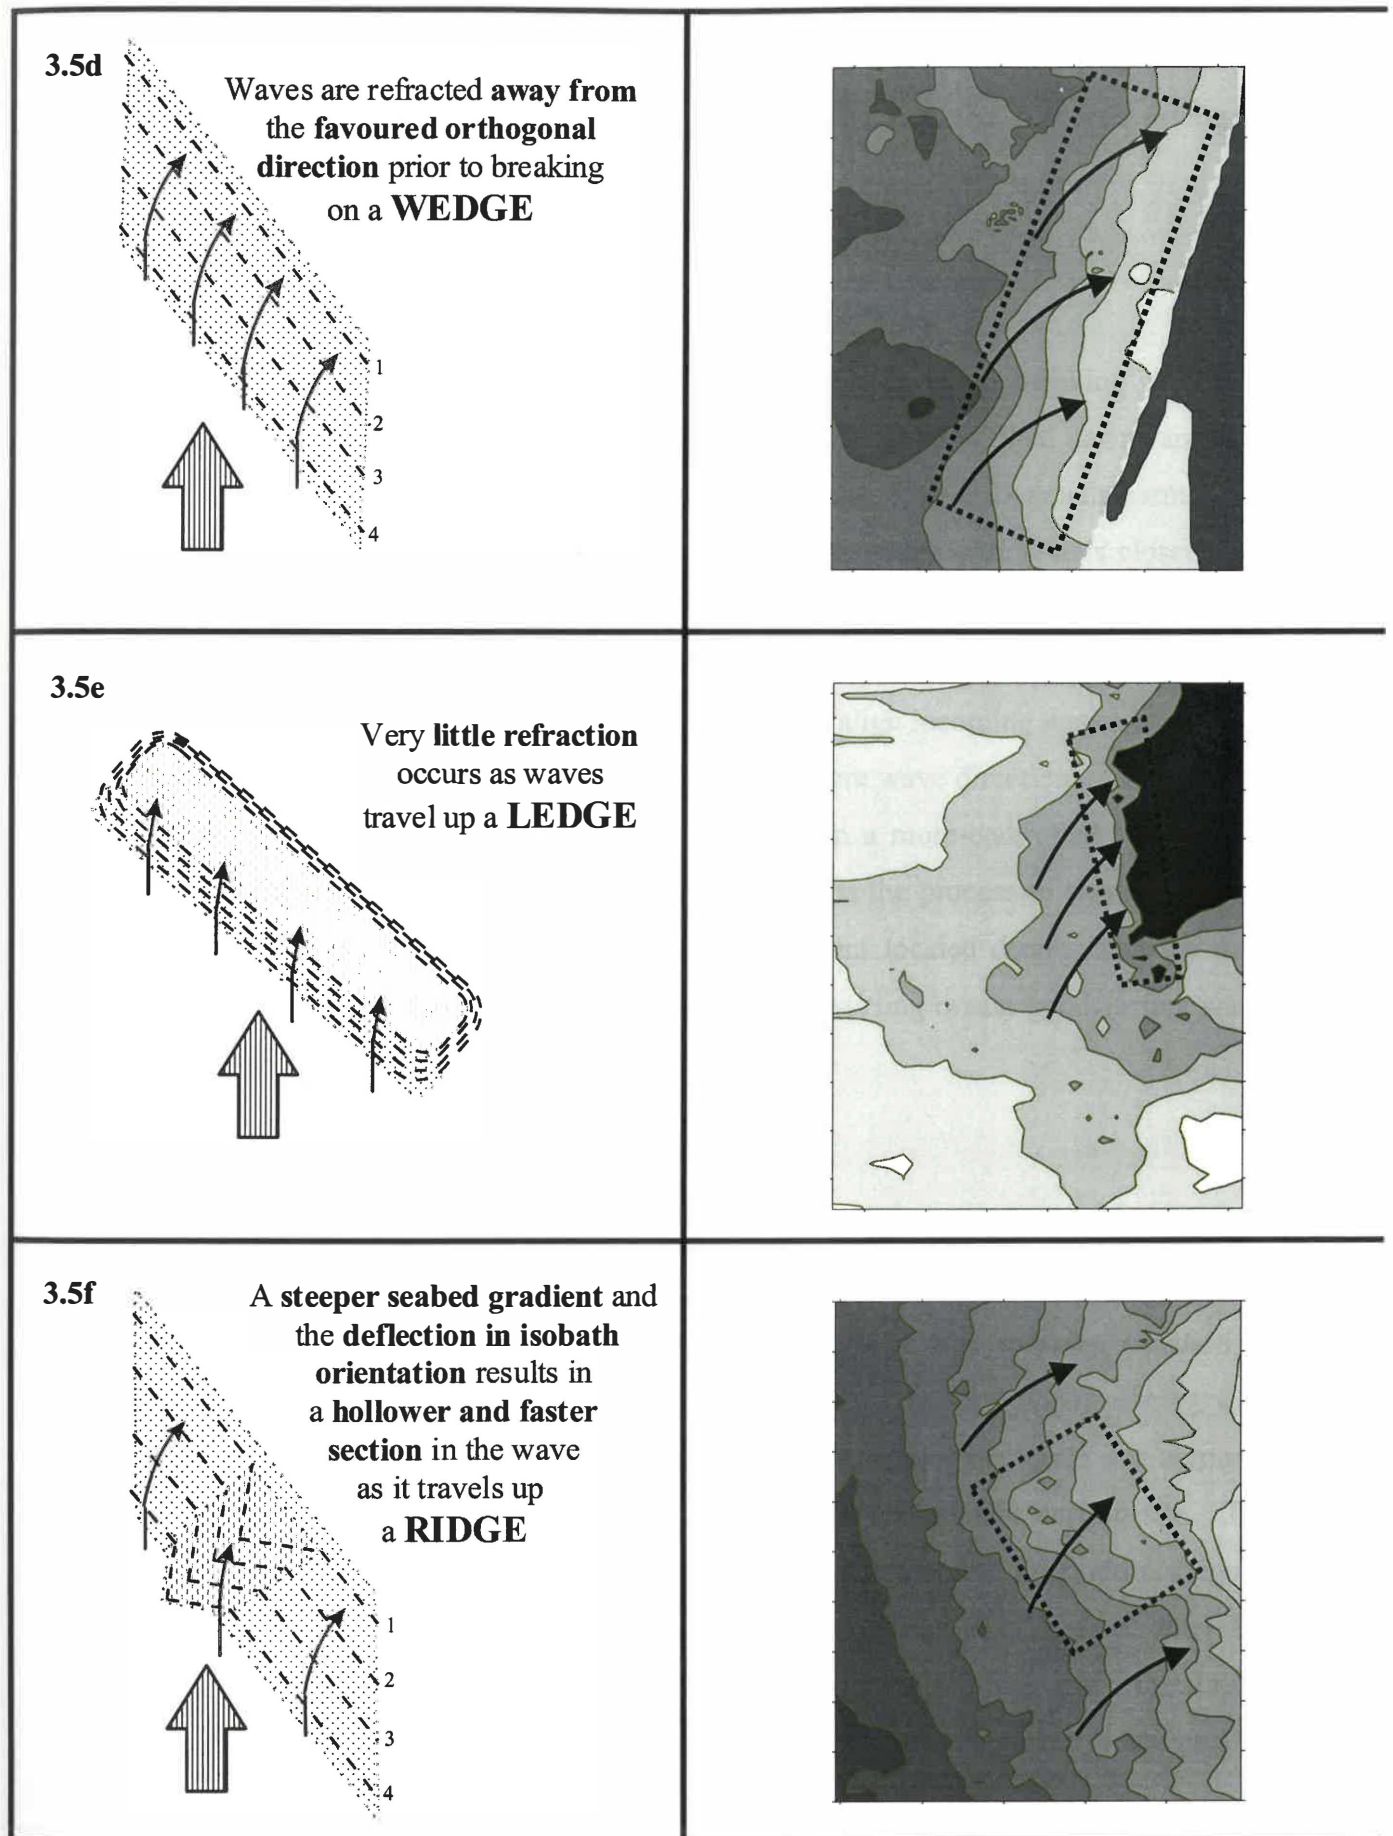 3.5d
Waves are refracted away from
the favoured orthogonal
direction prior to breaking
on a WEDGE
1
2
3
4
3.5e
Very little refraction
occurs as waves
travel up a LEDGE
3.5f
A steeper seabed gradient and
the deflection in isobath
orientation results in
a hollower and faster
section in the wave
as it travels up
a RIDGE
1
2
3
4